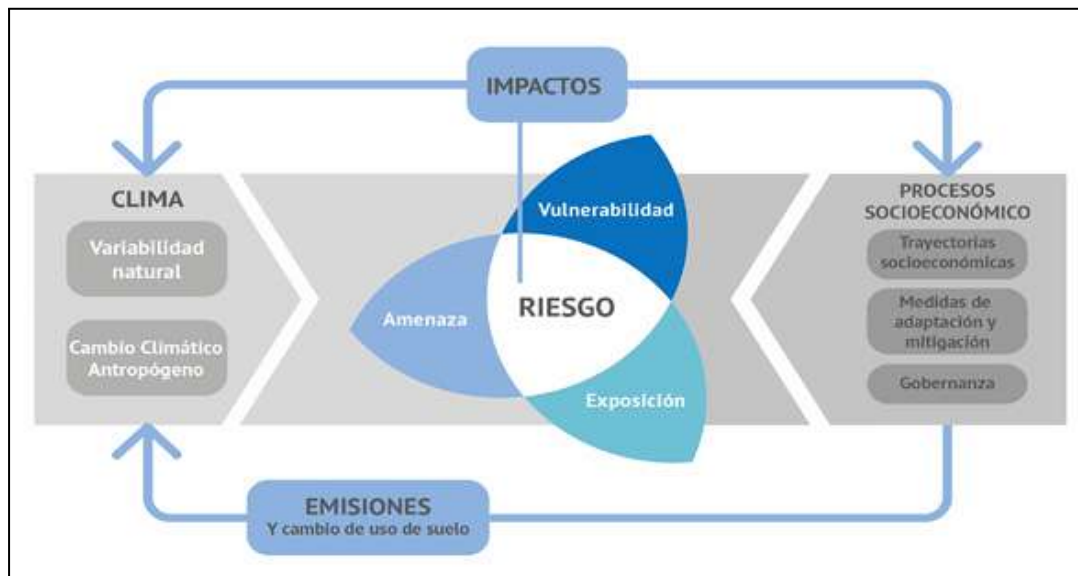 IMPACTOS
CLIMA
Variabilidad
natural
Cambio Climático
Antropógeno
Vulnerabilidad
Amenaza
RIESGO
Exposición
PROCESOS
SOCIOECONÓMICO
Trayectorias
socioeconómicas
Medidas de
adaptación y
mitigación
Gobernanza
EMISIONES
Y cambio de uso de suelo